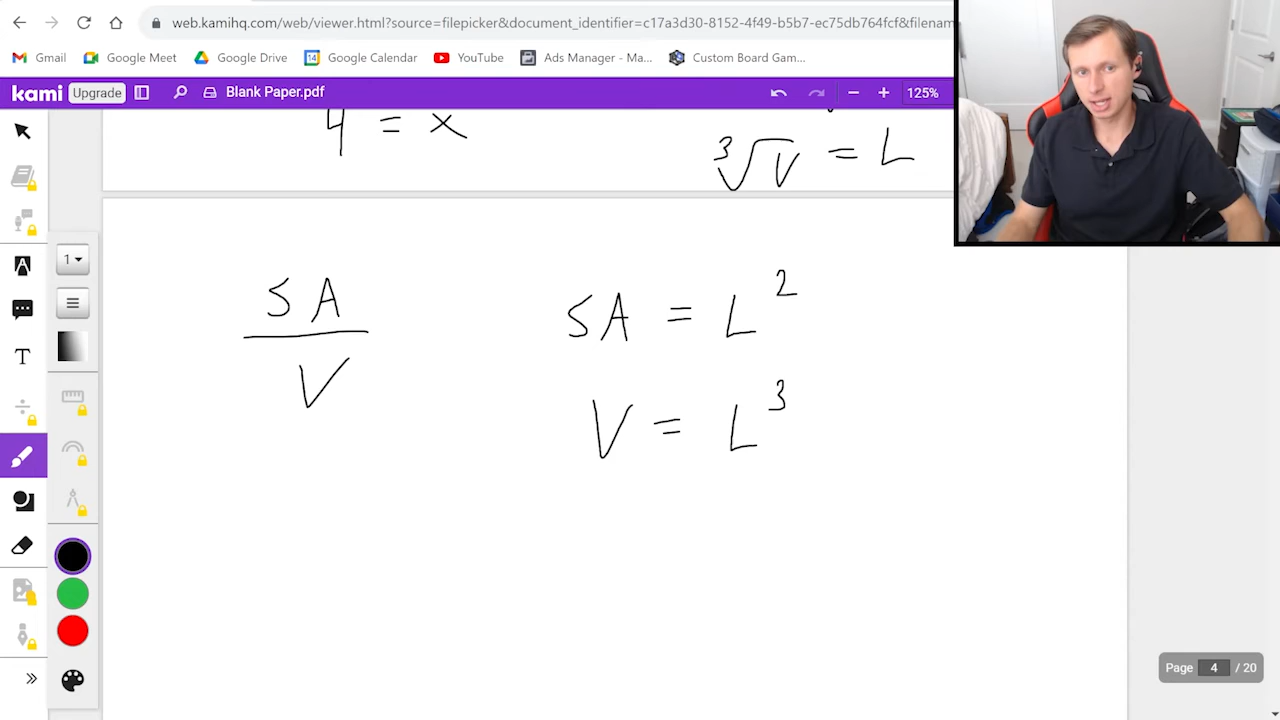 web.kamihq.com/web/viewer.html?source=filepicker&document_identifier=c17a3d30-8152-4f49-b5b7-ec75db764fcf&filenam
Gmail Google Meet Google Drive 14 Google Calendar YouTube Ads Manager - Ma... Custom Board Gam...
kami Upgrade Blank Paper.pdf 125%
4 = x
∛V = L
1
SA
V
SA = L²
V = L³
T
Page 4 / 20